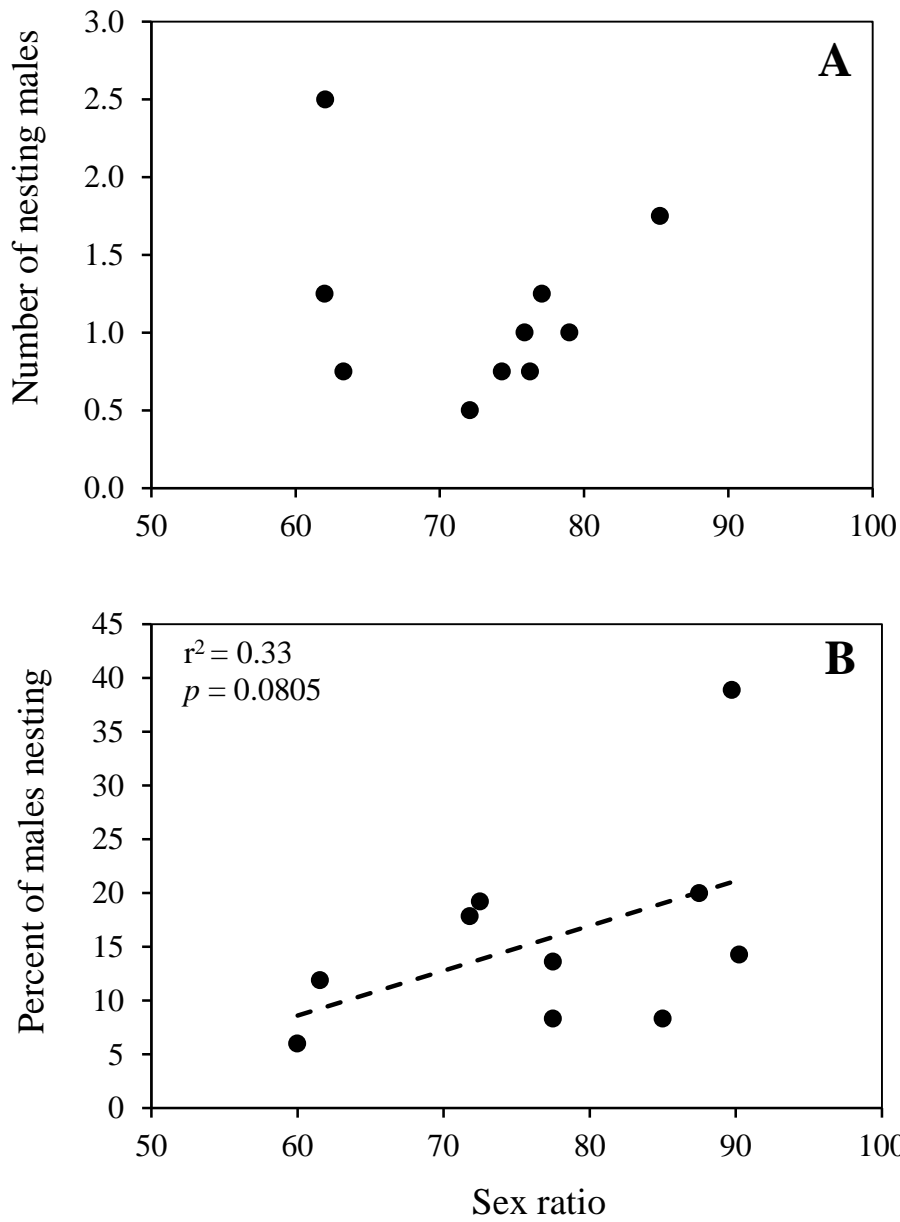 3.0
A
2.5
2.0
1.5
1.0
0.5
0.0
Number of nesting males
50 60 70 80 90 100
45
r² = 0.33
B
40
p = 0.0805
35
30
25
20
15
10
5
0
Percent of males nesting
50 60 70 80 90 100
Sex ratio